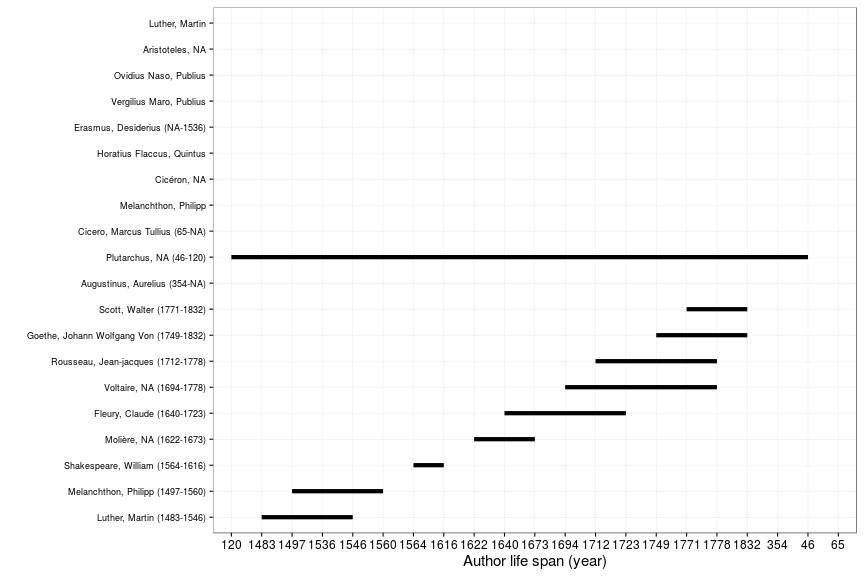 Luther, Martin
Aristoteles, NA
Ovidius Naso, Publius
Vergilius Maro, Publius
Erasmus, Desiderius (NA-1536)
Horatius Flaccus, Quintus
Cicéron, NA
Melanchthon, Philipp
Cicero, Marcus Tullius (65-NA)
Plutarchus, NA (46-120)
Augustinus, Aurelius (354-NA)
Scott, Walter (1771-1832)
Goethe, Johann Wolfgang Von (1749-1832)
Rousseau, Jean-jacques (1712-1778)
Voltaire, NA (1694-1778)
Fleury, Claude (1640-1723)
Molière, NA (1622-1673)
Shakespeare, William (1564-1616)
Melanchthon, Philipp (1497-1560)
Luther, Martin (1483-1546)
120 1483 1497 1536 1546 1560 1564 1616 1622 1640 1673 1694 1712 1723 1749 1771 1778 1832 354 46 65
Author life span (year)